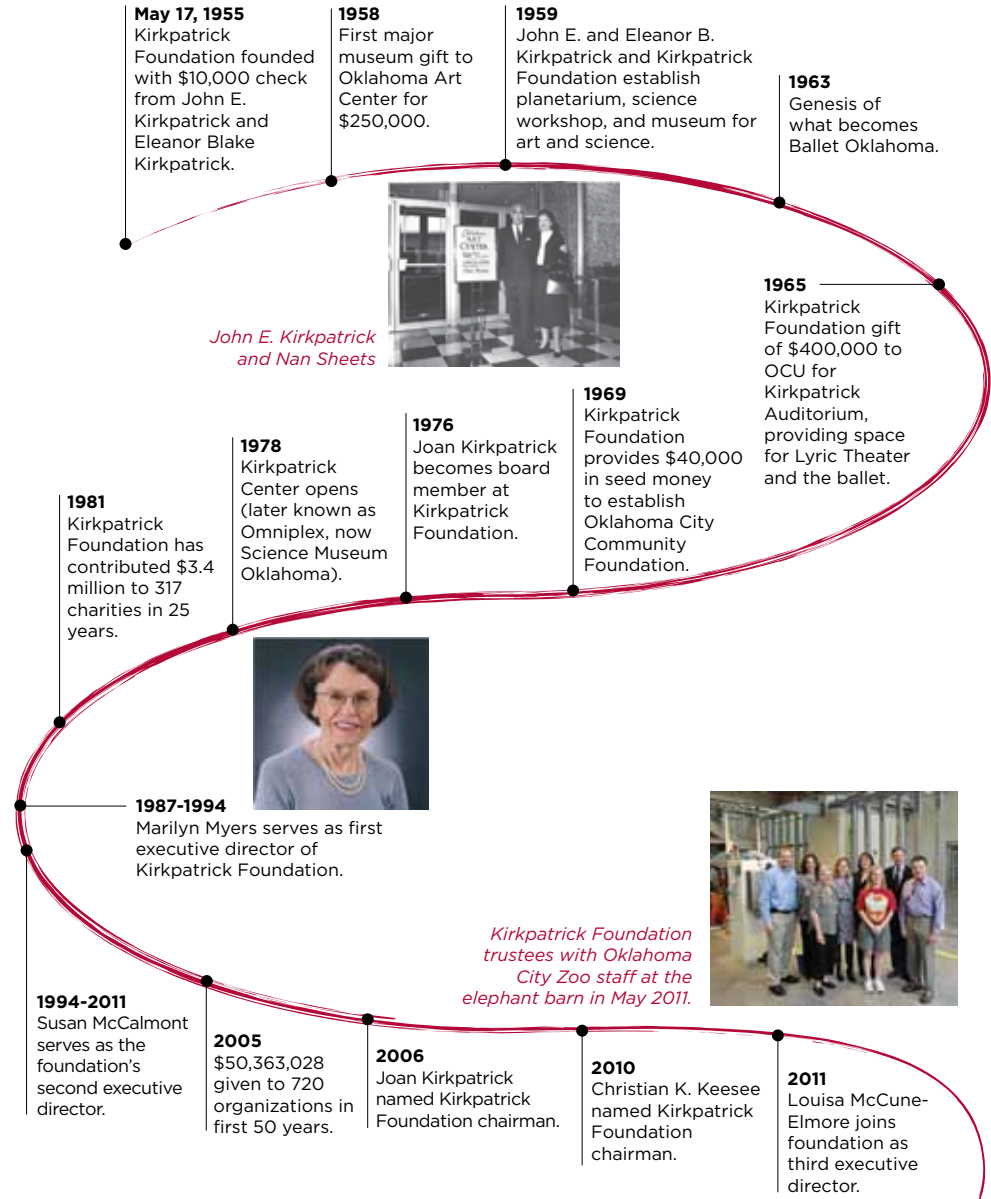 May 17, 1955
Kirkpatrick
Foundation founded
with $10,000 check
from John E.
Kirkpatrick and
Eleanor Blake
Kirkpatrick.
1958
First major
museum gift to
Oklahoma Art
Center for
$250,000.
1959
John E. and Eleanor B.
Kirkpatrick and Kirkpatrick
Foundation establish
planetarium, science
workshop, and museum for
art and science.
1963
Genesis of
what becomes
Ballet Oklahoma.
ART
CENTER
John E. Kirkpatrick
and Nan Sheets
1965
Kirkpatrick
Foundation gift
of $400,000 to
OCU for
Kirkpatrick
Auditorium,
providing space
for Lyric Theater
and the ballet.
1969
Kirkpatrick
Foundation
provides $40,000
in seed money
to establish
Oklahoma City
Community
Foundation.
1976
Joan Kirkpatrick
becomes board
member at
Kirkpatrick
Foundation.
1978
Kirkpatrick
Center opens
(later known as
Omniplex, now
Science Museum
Oklahoma).
1981
Kirkpatrick
Foundation has
contributed $3.4
million to 317
charities in 25
years.
1987-1994
Marilyn Myers serves as first
executive director of
Kirkpatrick Foundation.
Kirkpatrick Foundation
trustees with Oklahoma
City Zoo staff at the
elephant barn in May 2011.
1994-2011
Susan McCalmont
serves as the
foundation's
second executive
director.
2005
$50,363,028
given to 720
organizations in
first 50 years.
2006
Joan Kirkpatrick
named Kirkpatrick
Foundation chairman.
2010
Christian K. Keesee
named Kirkpatrick
Foundation
chairman.
2011
Louisa McCune-
Elmore joins
foundation as
third executive
director.